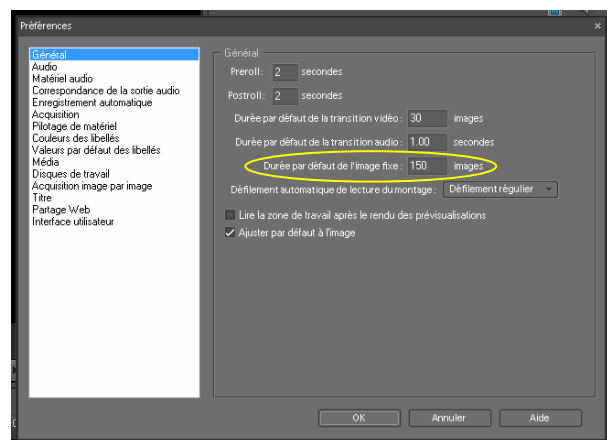 Préférences
Général
Audio
Matériel audio
Correspondance de la sortie audio
Enregistrement automatique
Acquisition
Pilotage de matériel
Couleurs des libellés
Valeurs par défaut des libellés
Média
Disques de travail
Acquisition image par image
Titre
Partage Web
Interface utilisateur
Général
Preroll : 2 secondes
Postroll : 2 secondes
Durée par défaut de la transition vidéo : 30 images
Durée par défaut de la transition audio : 1.00 secondes
Durée par défaut de l'image fixe : 150 images
Défilement automatique de lecture du montage : Défilement régulier
Lire la zone de travail après le rendu des prévisualisations
Ajuster par défaut à l'image
OK Annuler Aide